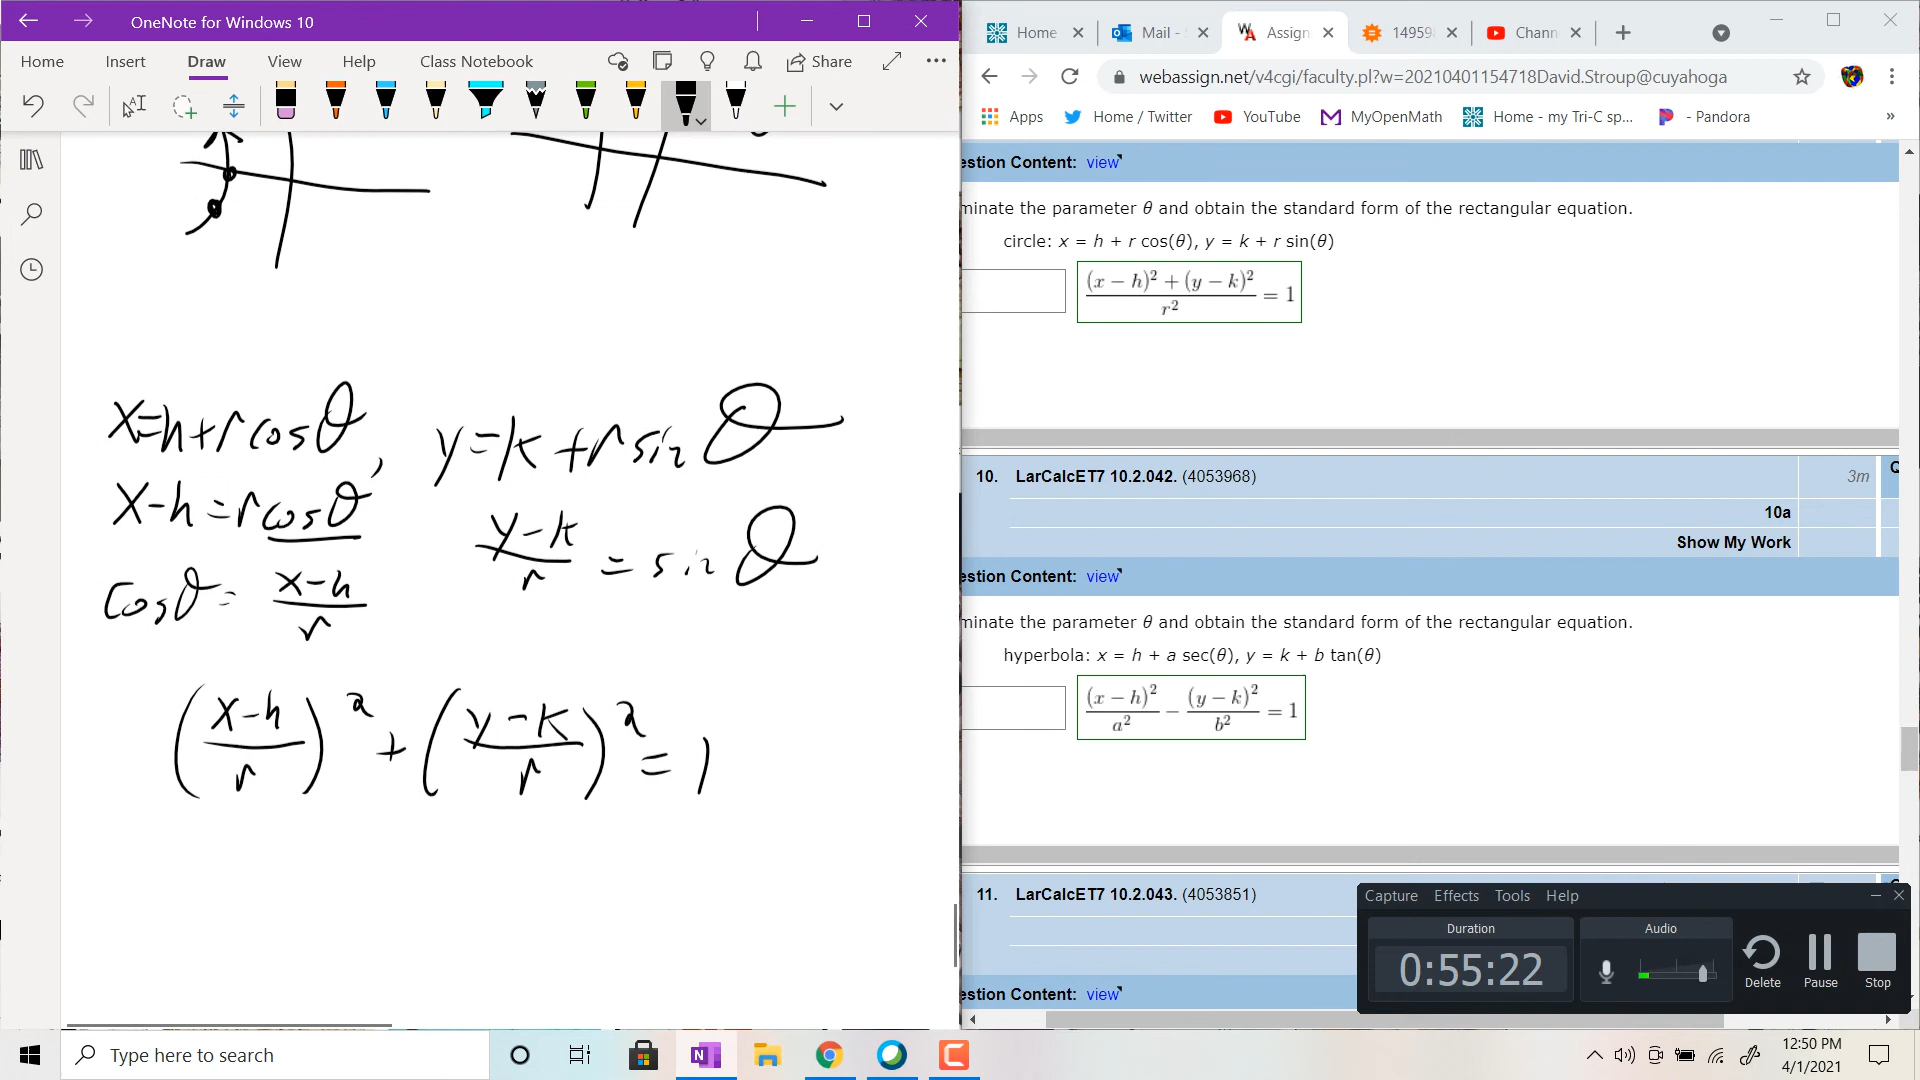 OneNote for Windows 10
Home Insert Draw View Help Class Notebook Share
x=h+r cosθ, y=k+r sinθ
x-h=r cosθ
(y-k)/r = sinθ
cosθ = (x-h)/r
((x-h)/r)² + ((y-k)/r)² = 1
Home Mail - Assign 1495 Chann
webassign.net/v4cgi/faculty.pl?w=20210401154718David.Stroup@cuyahoga
Apps Home / Twitter YouTube MyOpenMath Home - my Tri-C sp... - Pandora »
estion Content: view
minate the parameter θ and obtain the standard form of the rectangular equation.
circle: x = h + r cos(θ), y = k + r sin(θ)
((x − h)² + (y − k)²)/r² = 1
10. LarCalcET7 10.2.042. (4053968) 3m Q
10a
Show My Work
estion Content: view
minate the parameter θ and obtain the standard form of the rectangular equation.
hyperbola: x = h + a sec(θ), y = k + b tan(θ)
(x − h)²/a² − (y − k)²/b² = 1
11. LarCalcET7 10.2.043. (4053851)
estion Content: view
Capture Effects Tools Help
Duration Audio
0:55:22
Delete Pause Stop
Type here to search
12:50 PM
4/1/2021